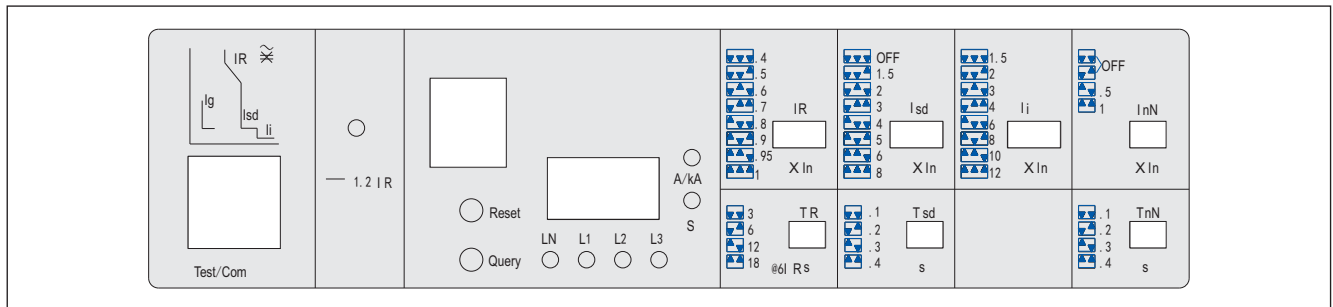 IR
Ig
Isd
Ii
Test/Com
1.2 IR
Reset
Query
LN L1 L2 L3
A/kA
S
.4
.5
.6
.7
.8
.9
.95
1
IR
X In
OFF
1.5
2
3
4
5
6
8
Isd
X In
1.5
2
3
4
6
8
10
12
Ii
X In
OFF
.5
1
InN
X In
3
6
12
18
TR
@6I R s
.1
.2
.3
.4
Tsd
s
.1
.2
.3
.4
TnN
s